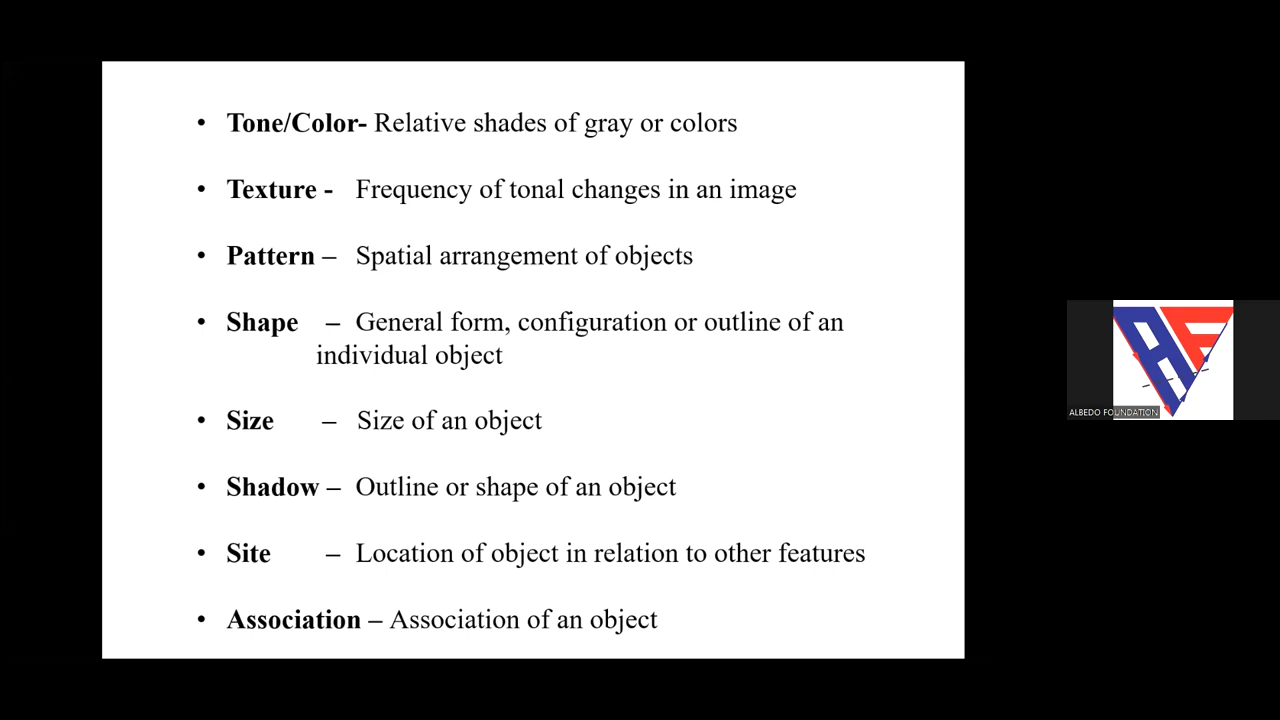 • Tone/Color- Relative shades of gray or colors
• Texture - Frequency of tonal changes in an image
• Pattern – Spatial arrangement of objects
• Shape – General form, configuration or outline of an
individual object
• Size – Size of an object
• Shadow – Outline or shape of an object
• Site – Location of object in relation to other features
• Association – Association of an object
AF
ALBEDO FOUNDATION